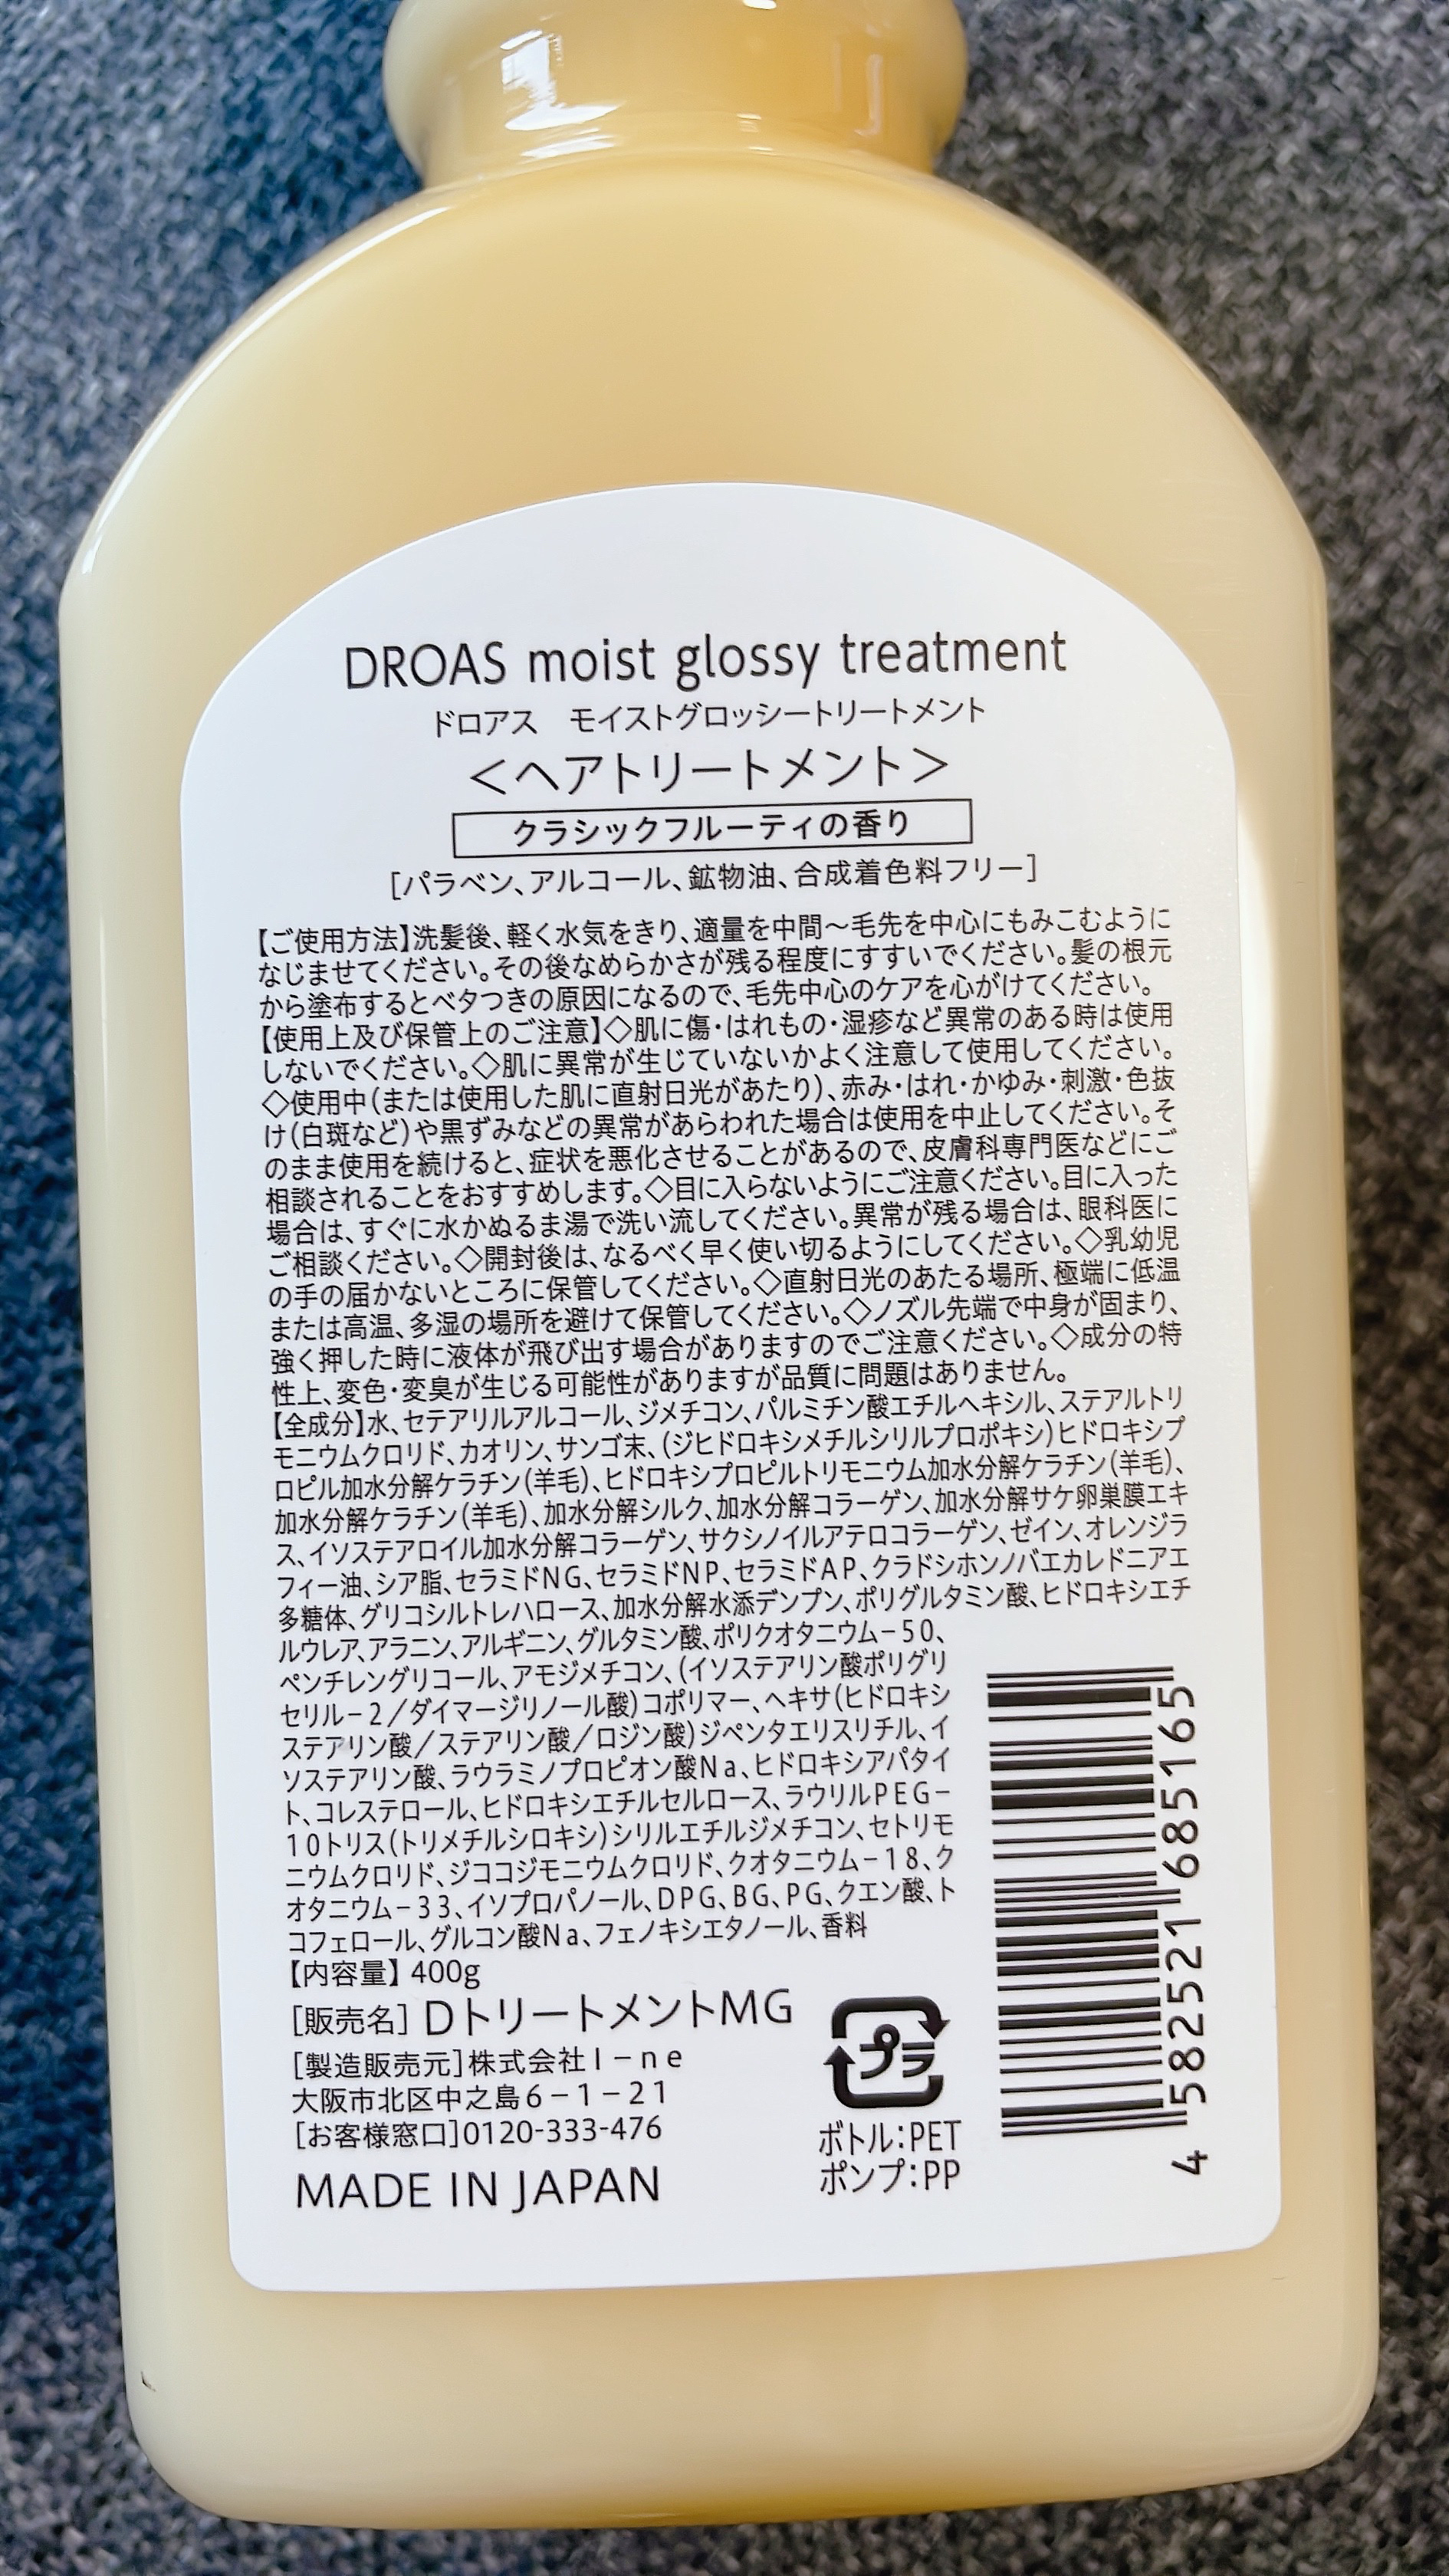 DROAS moist glossy treatment
ドロアス　モイストグロッシートリートメント
＜ヘアトリートメント＞
クラシックフルーティの香り
[パラベン、アルコール、鉱物油、合成着色料フリー]
【ご使用方法】洗髪後、軽く水気をきり、適量を中間〜毛先を中心にもみこむように
なじませてください。その後なめらかさが残る程度にすすいでください。髪の根元
から塗布するとベタつきの原因になるので、毛先中心のケアを心がけてください。
【使用上及び保管上のご注意】◇肌に傷・はれもの・湿疹など異常のある時は使用
しないでください。◇肌に異常が生じていないかよく注意して使用してください。
◇使用中（または使用した肌に直射日光があたり）、赤み・はれ・かゆみ・刺激・色抜
け（白斑など）や黒ずみなどの異常があらわれた場合は使用を中止してください。そ
のまま使用を続けると、症状を悪化させることがあるので、皮膚科専門医などにご
相談されることをおすすめします。◇目に入らないようにご注意ください。目に入った
場合は、すぐに水かぬるま湯で洗い流してください。異常が残る場合は、眼科医に
ご相談ください。◇開封後は、なるべく早く使い切るようにしてください。◇乳幼児
の手の届かないところに保管してください。◇直射日光のあたる場所、極端に低温
または高温、多湿の場所を避けて保管してください。◇ノズル先端で中身が固まり、
強く押した時に液体が飛び出す場合がありますのでご注意ください。◇成分の特
性上、変色・変臭が生じる可能性がありますが品質に問題はありません。
【全成分】水、セテアリルアルコール、ジメチコン、パルミチン酸エチルヘキシル、ステアルトリ
モニウムクロリド、カオリン、サンゴ末、（ジヒドロキシメチルシリルプロポキシ）ヒドロキシプ
ロピル加水分解ケラチン（羊毛）、ヒドロキシプロピルトリモニウム加水分解ケラチン（羊毛）、
加水分解ケラチン（羊毛）、加水分解シルク、加水分解コラーゲン、加水分解サケ卵巣膜エキ
ス、イソステアロイル加水分解コラーゲン、サクシノイルアテロコラーゲン、ゼイン、オレンジラ
フィー油、シア脂、セラミドNG、セラミドNP、セラミドAP、クラドシホンノバエカレドニアエ
多糖体、グリコシルトレハロース、加水分解水添デンプン、ポリグルタミン酸、ヒドロキシエチ
ルウレア、アラニン、アルギニン、グルタミン酸、ポリクオタニウム－50、
ペンチレングリコール、アモジメチコン、（イソステアリン酸ポリグリ
セリル－2／ダイマージリノール酸）コポリマー、ヘキサ（ヒドロキシ
ステアリン酸／ステアリン酸／ロジン酸）ジペンタエリスリチル、イ
ソステアリン酸、ラウラミノプロピオン酸Na、ヒドロキシアパタイ
ト、コレステロール、ヒドロキシエチルセルロース、ラウリルPEG－
10トリス（トリメチルシロキシ）シリルエチルジメチコン、セトリモ
ニウムクロリド、ジココジモニウムクロリド、クオタニウム－18、ク
オタニウム－33、イソプロパノール、DPG、BG、PG、クエン酸、ト
コフェロール、グルコン酸Na、フェノキシエタノール、香料
【内容量】400g
[販売名] DトリートメントMG
[製造販売元]株式会社I－ne
大阪市北区中之島6－1－21
[お客様窓口]0120-333-476
MADE IN JAPAN
プラ
ボトル：PET
ポンプ：PP
4 582521 685165